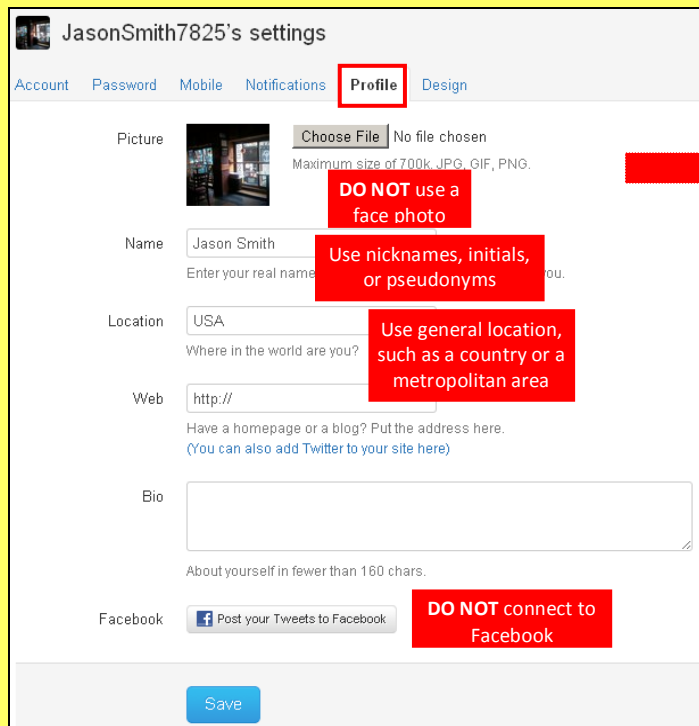 JasonSmith7825's settings
Account Password Mobile Notifications Profile Design
Picture
Choose File No file chosen
Maximum size of 700k. JPG, GIF, PNG.
DO NOT use a
face photo
Name
Jason Smith
Enter your real name
you.
Use nicknames, initials,
or pseudonyms
Location
USA
Where in the world are you?
Use general location,
such as a country or a
metropolitan area
Web
http://
Have a homepage or a blog? Put the address here.
(You can also add Twitter to your site here)
Bio
About yourself in fewer than 160 chars.
Facebook
Post your Tweets to Facebook
DO NOT connect to
Facebook
Save